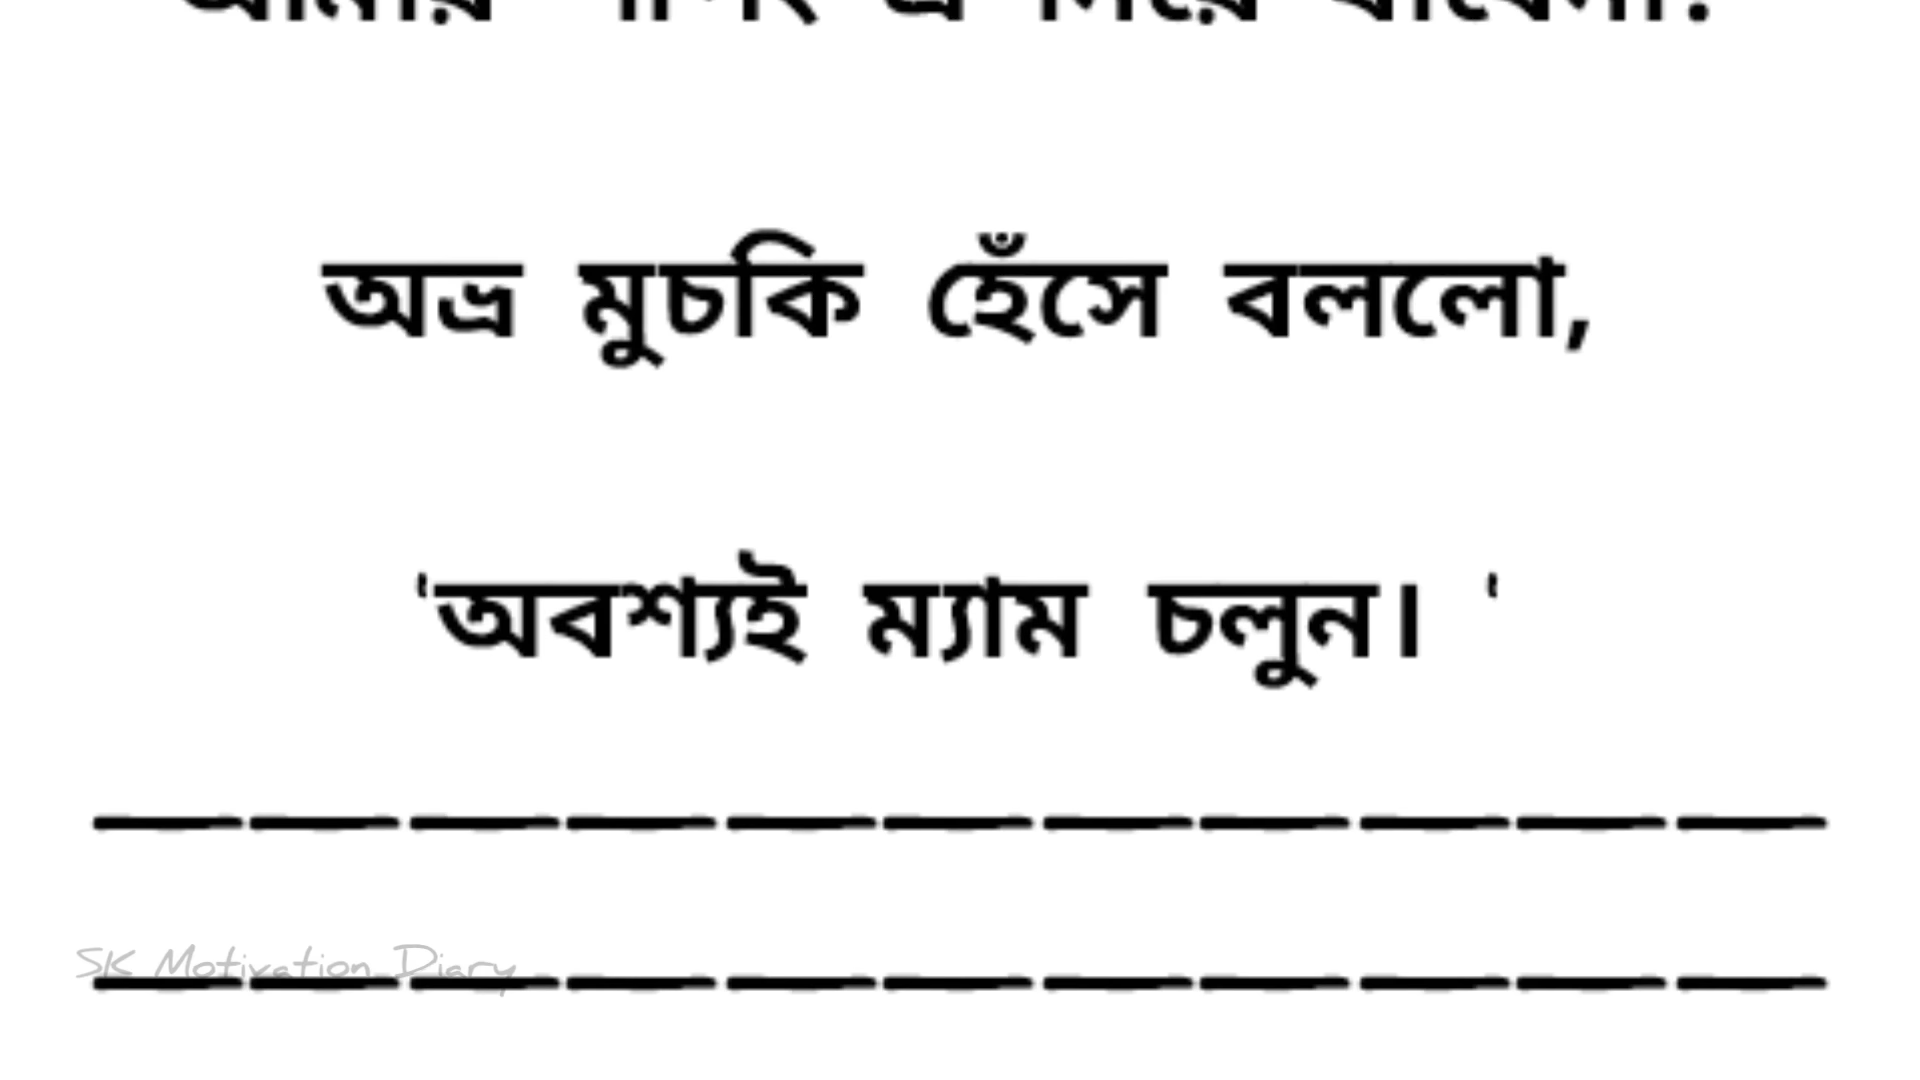 অভ্র মুচকি হেঁসে বললো,
‘অবশ্যই ম্যাম চলুন। ‘
——————————— 
———————————
SK Motivation Diary